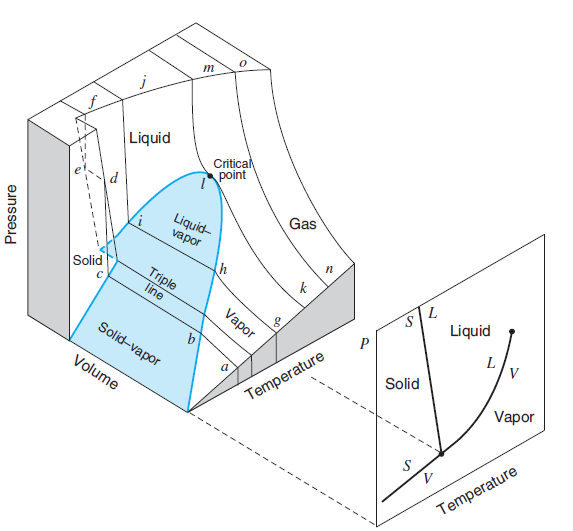 o
m
j
f
Liquid
Critical
point
e
d
l
Pressure
i
Liquid–
vapor
Gas
Solid
c
h
n
Triple
line
k
Vapor
g
Solid–vapor
b
a
Volume
Temperature
P
S
L
Liquid
L
V
Solid
Vapor
S
V
Temperature